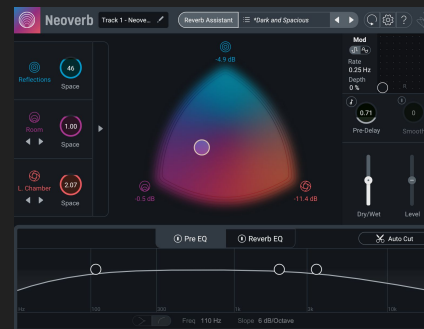 Neoverb
Track 1 - Neove...
Reverb Assistant
*Dark and Spacious
-4.9 dB
Mod
Rate
0.25 Hz
Depth
0 %
46
Reflections
Space
0.71
0
Pre-Delay
Smooth
1.00
Room
Space
2.07
L. Chamber
Space
-0.5 dB
-11.4 dB
Dry/Wet
Level
Pre EQ
Reverb EQ
Auto Cut
Hz
100
300
1k
3k
10k
Freq 110 Hz
Slope 6 dB/Octave